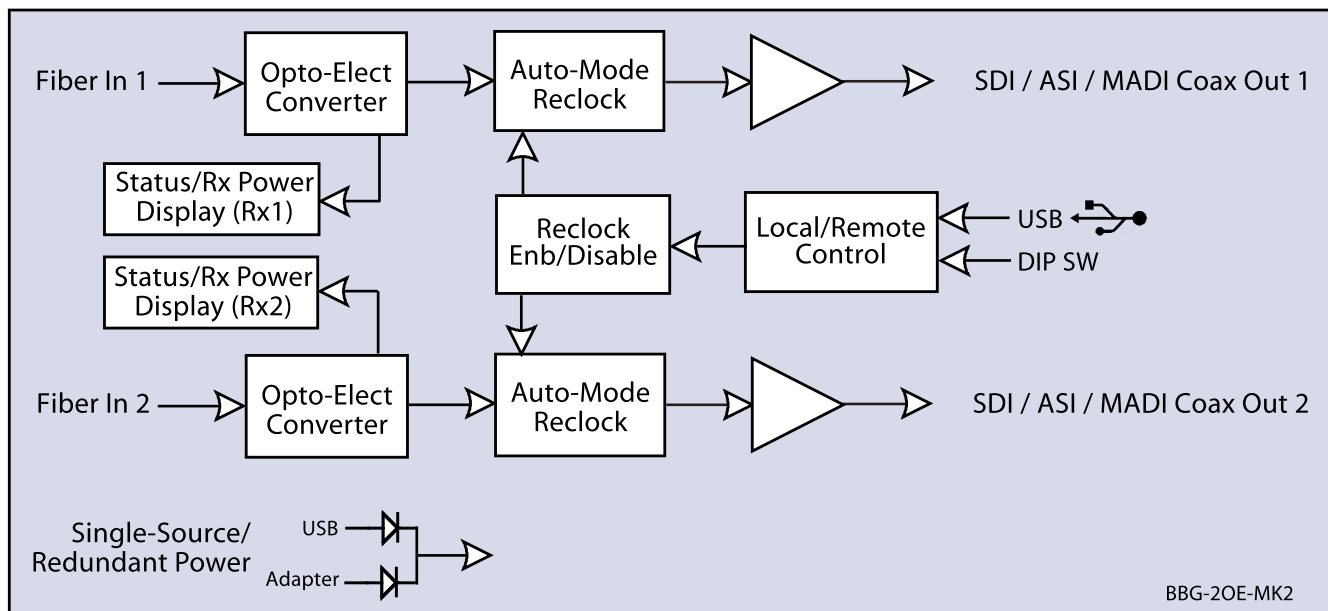 Fiber In 1
Opto-Elect
Converter
Auto-Mode
Reclock
SDI / ASI / MADI Coax Out 1
Status/Rx Power
Display (Rx1)
Reclock
Enb/Disable
Local/Remote
Control
USB
DIP SW
Status/Rx Power
Display (Rx2)
Fiber In 2
Opto-Elect
Converter
Auto-Mode
Reclock
SDI / ASI / MADI Coax Out 2
Single-Source/
Redundant Power
USB
Adapter
BBG-2OE-MK2